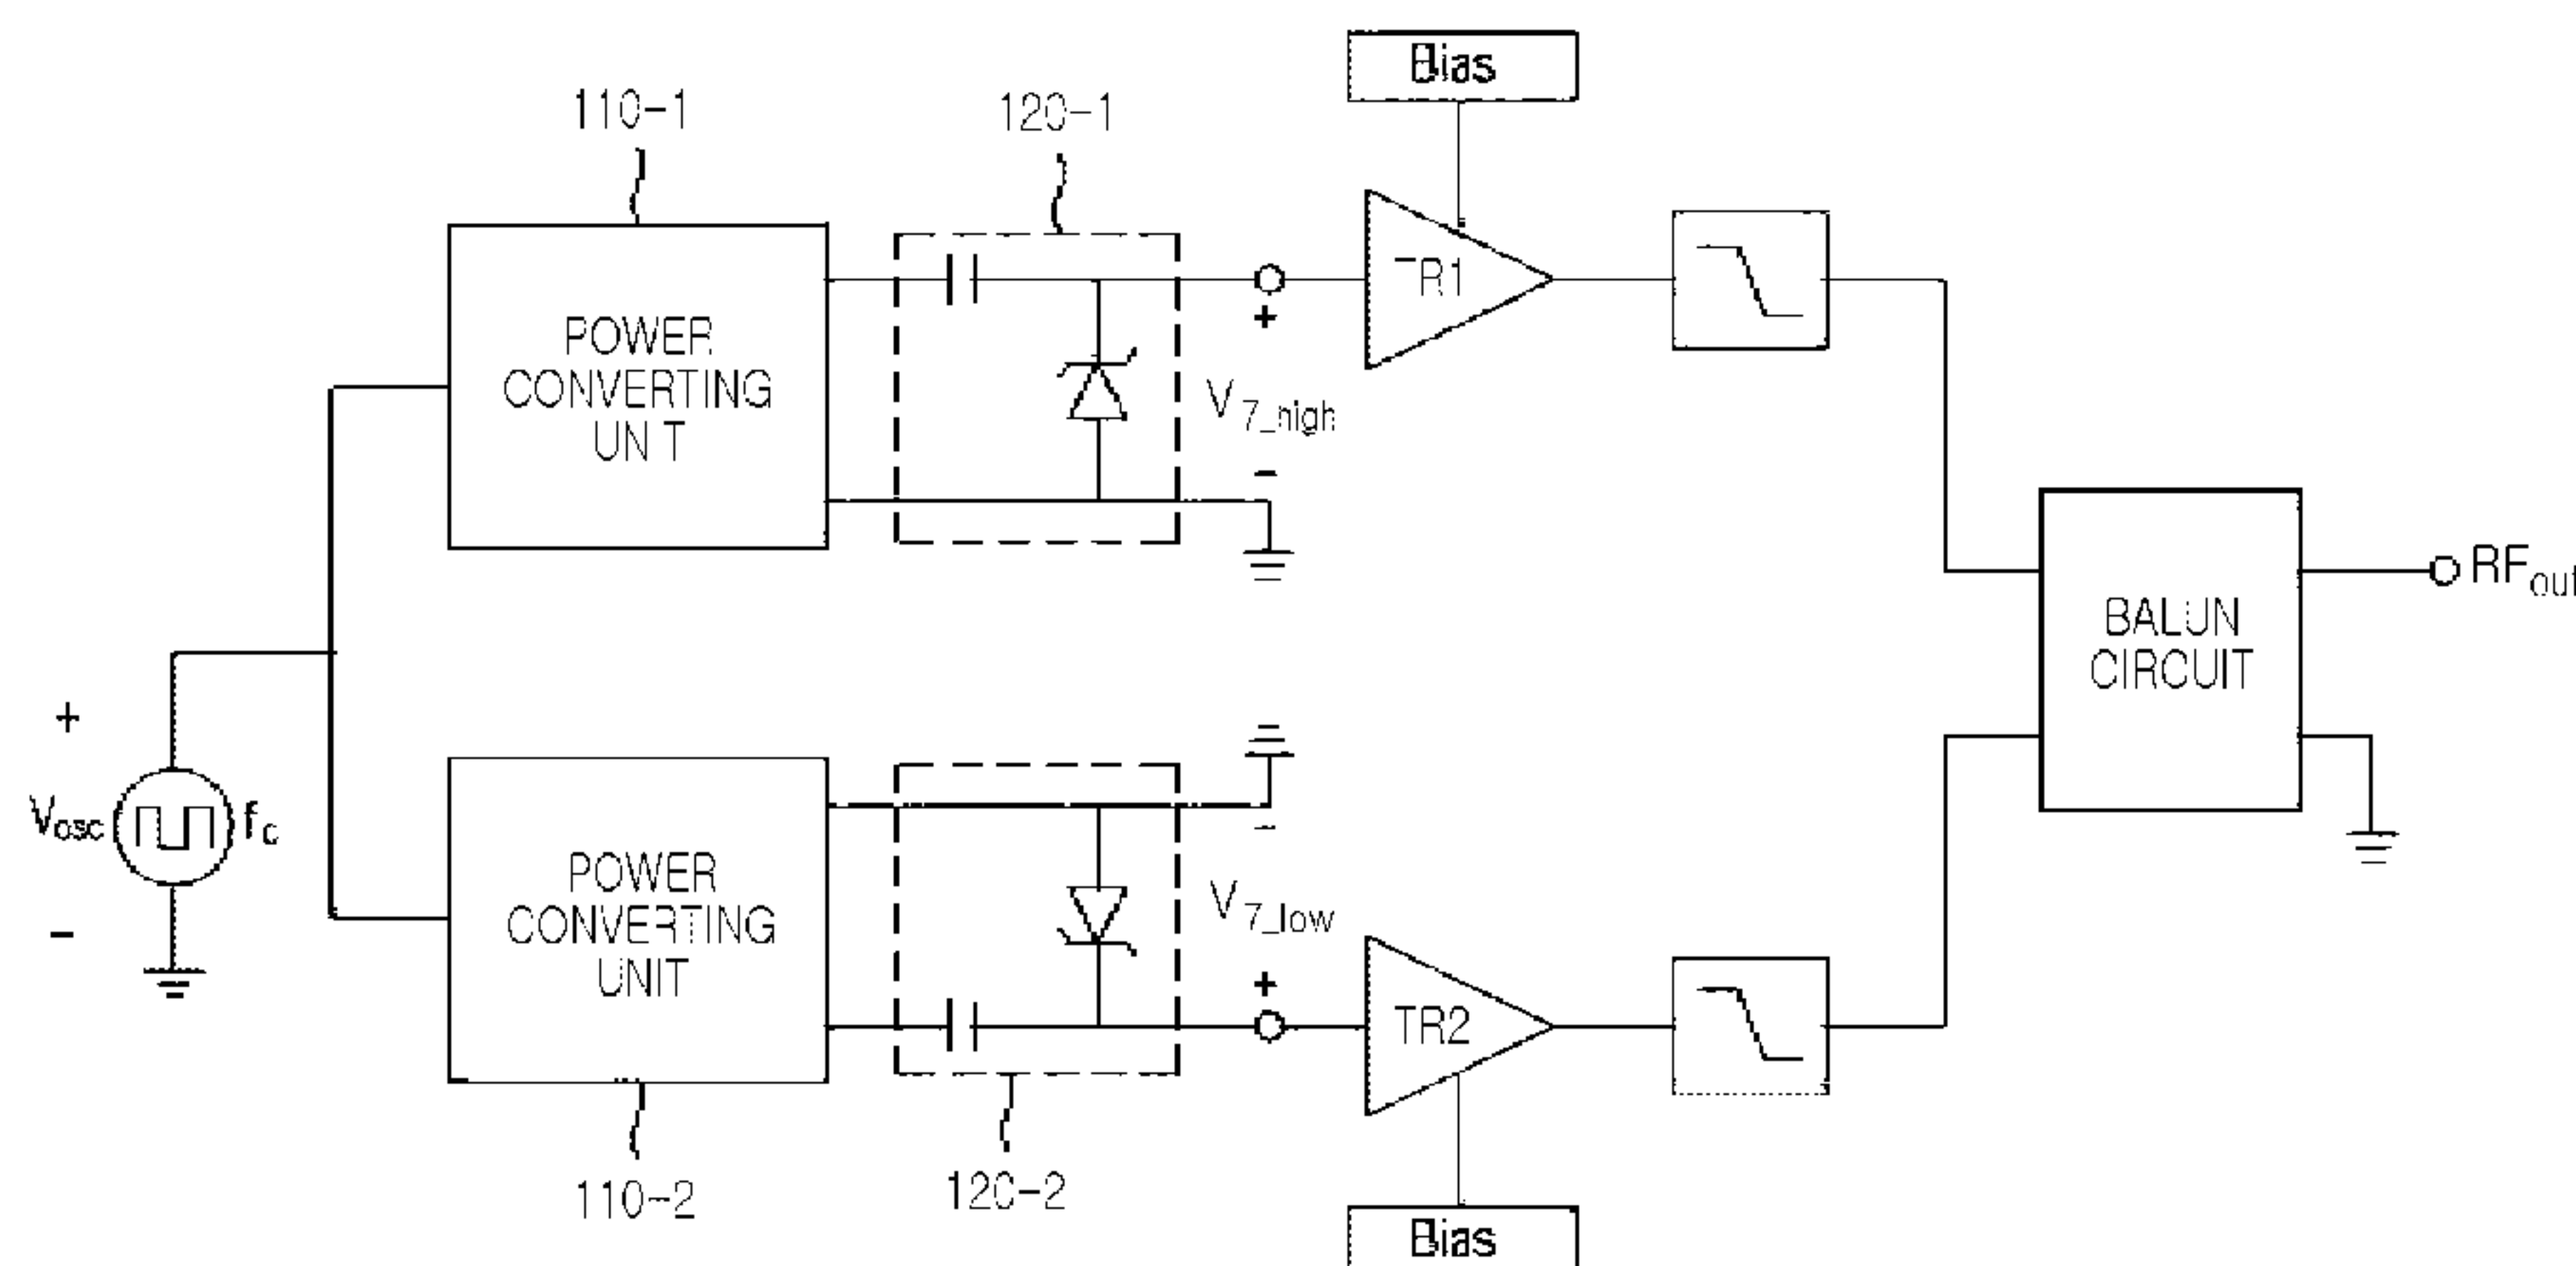 Bias
110-1
120-1
TR1
POWER
CONVERTING
UNIT
V7_high
+
-
RFout
BALUN
CIRCUIT
+
Vosc
fc
-
POWER
CONVERTING
UNIT
-
V7_low
+
TR2
110-2
120-2
Bias